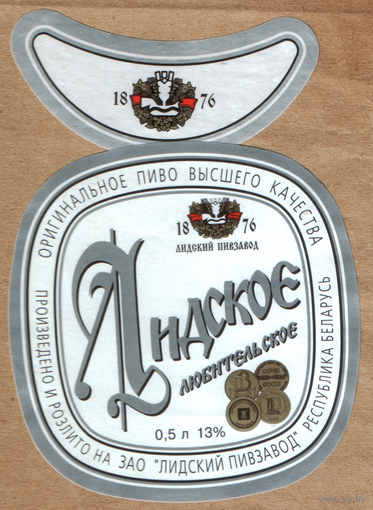 18 76
ОРИГИНАЛЬНОЕ ПИВО ВЫСШЕГО КАЧЕСТВА
18 76
ЛИДСКИЙ ПИВЗАВОД
Лидское
любительское
0,5 л 13%
ПРОИЗВЕДЕНО И РОЗЛИТО НА ЗАО "ЛИДСКИЙ ПИВЗАВОД" РЕСПУБЛИКА БЕЛАРУСЬ